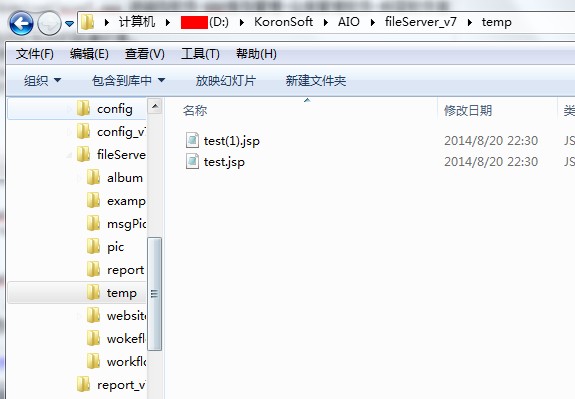 计算机 (D:) KoronSoft AIO fileServer_v7 temp
文件(F) 编辑(E) 查看(V) 工具(T) 帮助(H)
组织 包含到库中 放映幻灯片 新建文件夹
名称 修改日期
config
config_v7
fileServer
album
examp
msgPic
pic
report
temp
website
wokefl
workflo
report_v
test(1).jsp 2014/8/20 22:30 JS
test.jsp 2014/8/20 22:30 JS